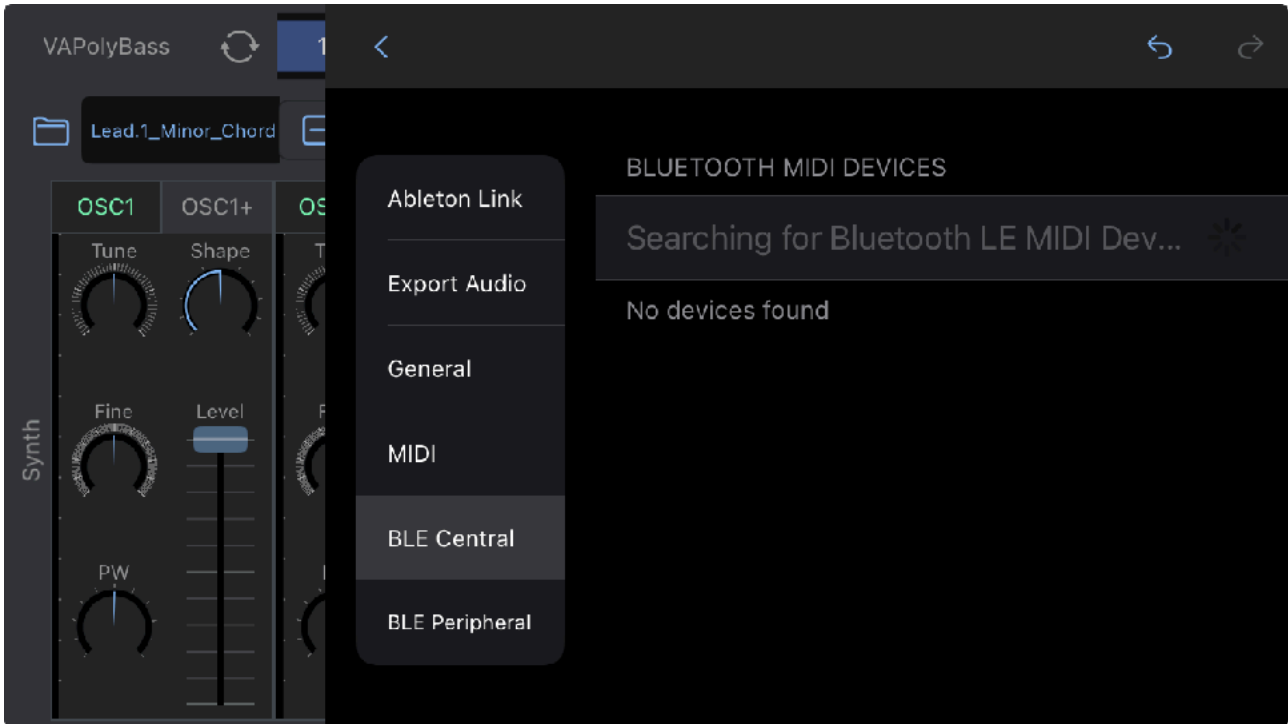 VAPolyBass
1
Lead.1_Minor_Chord
OSC1
OSC1+
Tune
Shape
Fine
Level
PW
Synth
Ableton Link
Export Audio
General
MIDI
BLE Central
BLE Peripheral
BLUETOOTH MIDI DEVICES
Searching for Bluetooth LE MIDI Dev...
No devices found